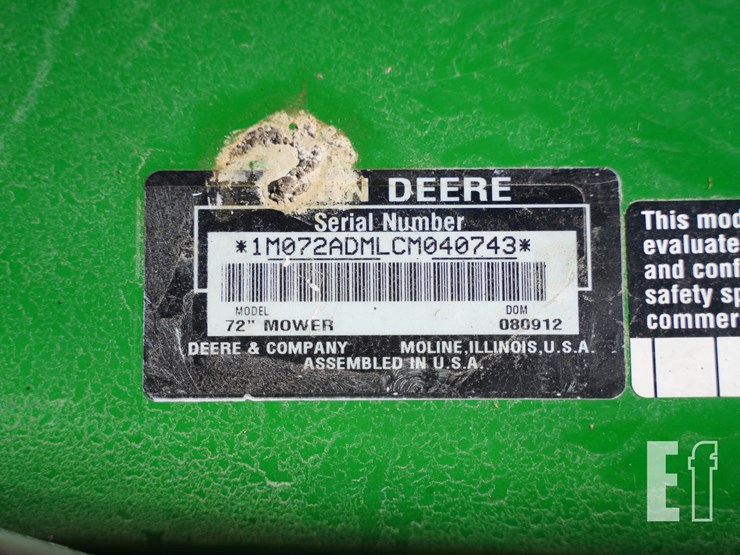 DEERE
Serial Number
*1M072ADMLCM040743*
MODEL DOM
72" MOWER 080912
DEERE & COMPANY MOLINE, ILLINOIS, U.S.A.
ASSEMBLED IN U.S.A.
This mod
evaluate
and conf
safety sp
commer
Ef